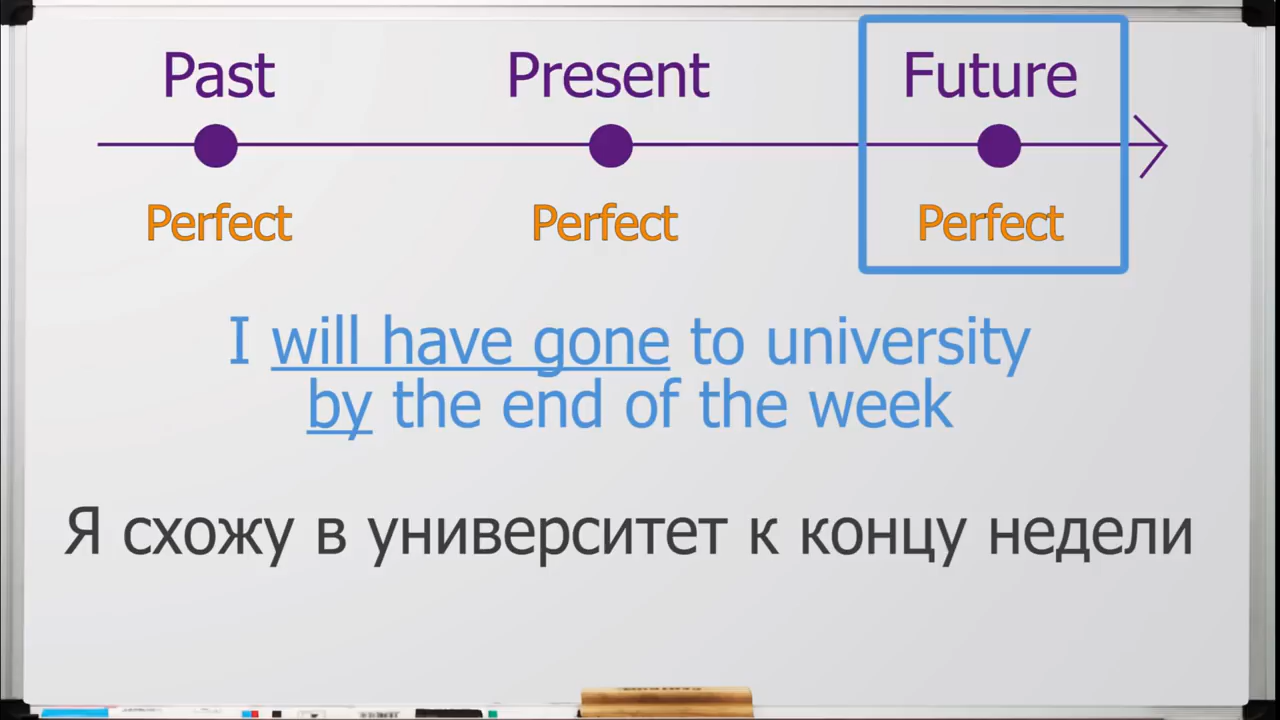 Past Present Future
Perfect Perfect Perfect
I will have gone to university
by the end of the week
Я схожу в университет к концу недели